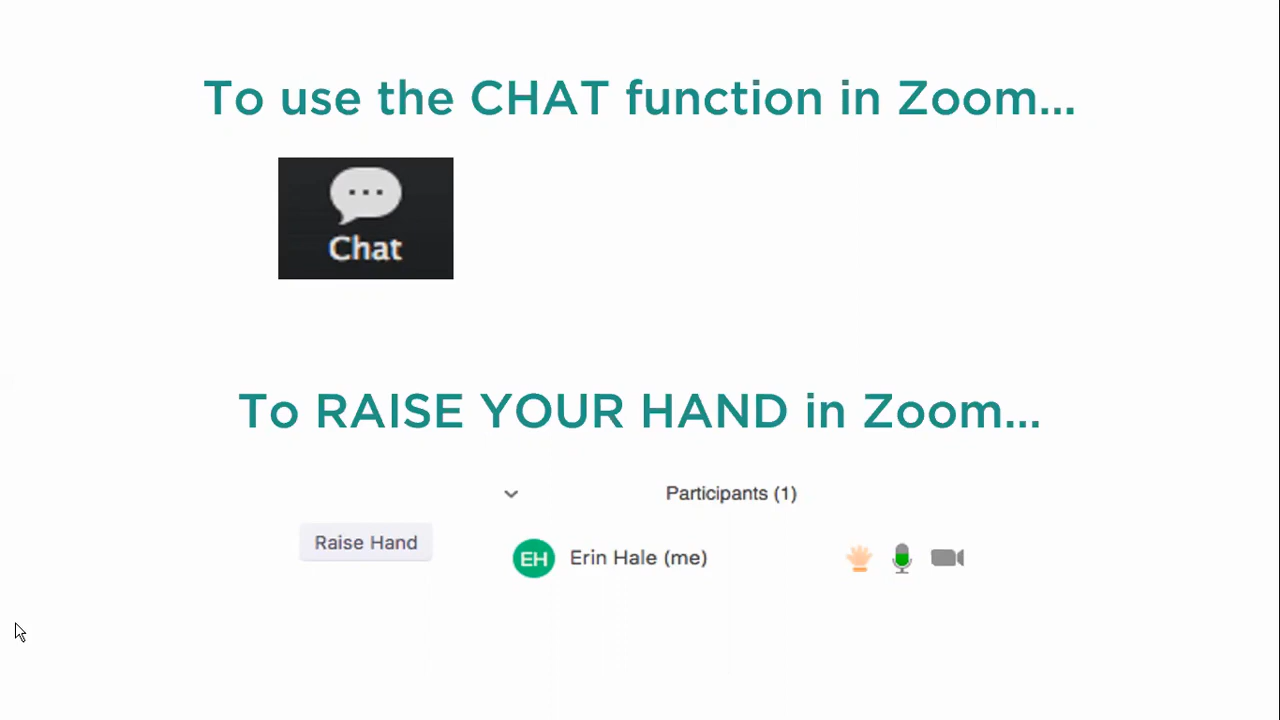 To use the CHAT function in Zoom...
Chat
To RAISE YOUR HAND in Zoom...
Participants (1)
Raise Hand
EH Erin Hale (me)